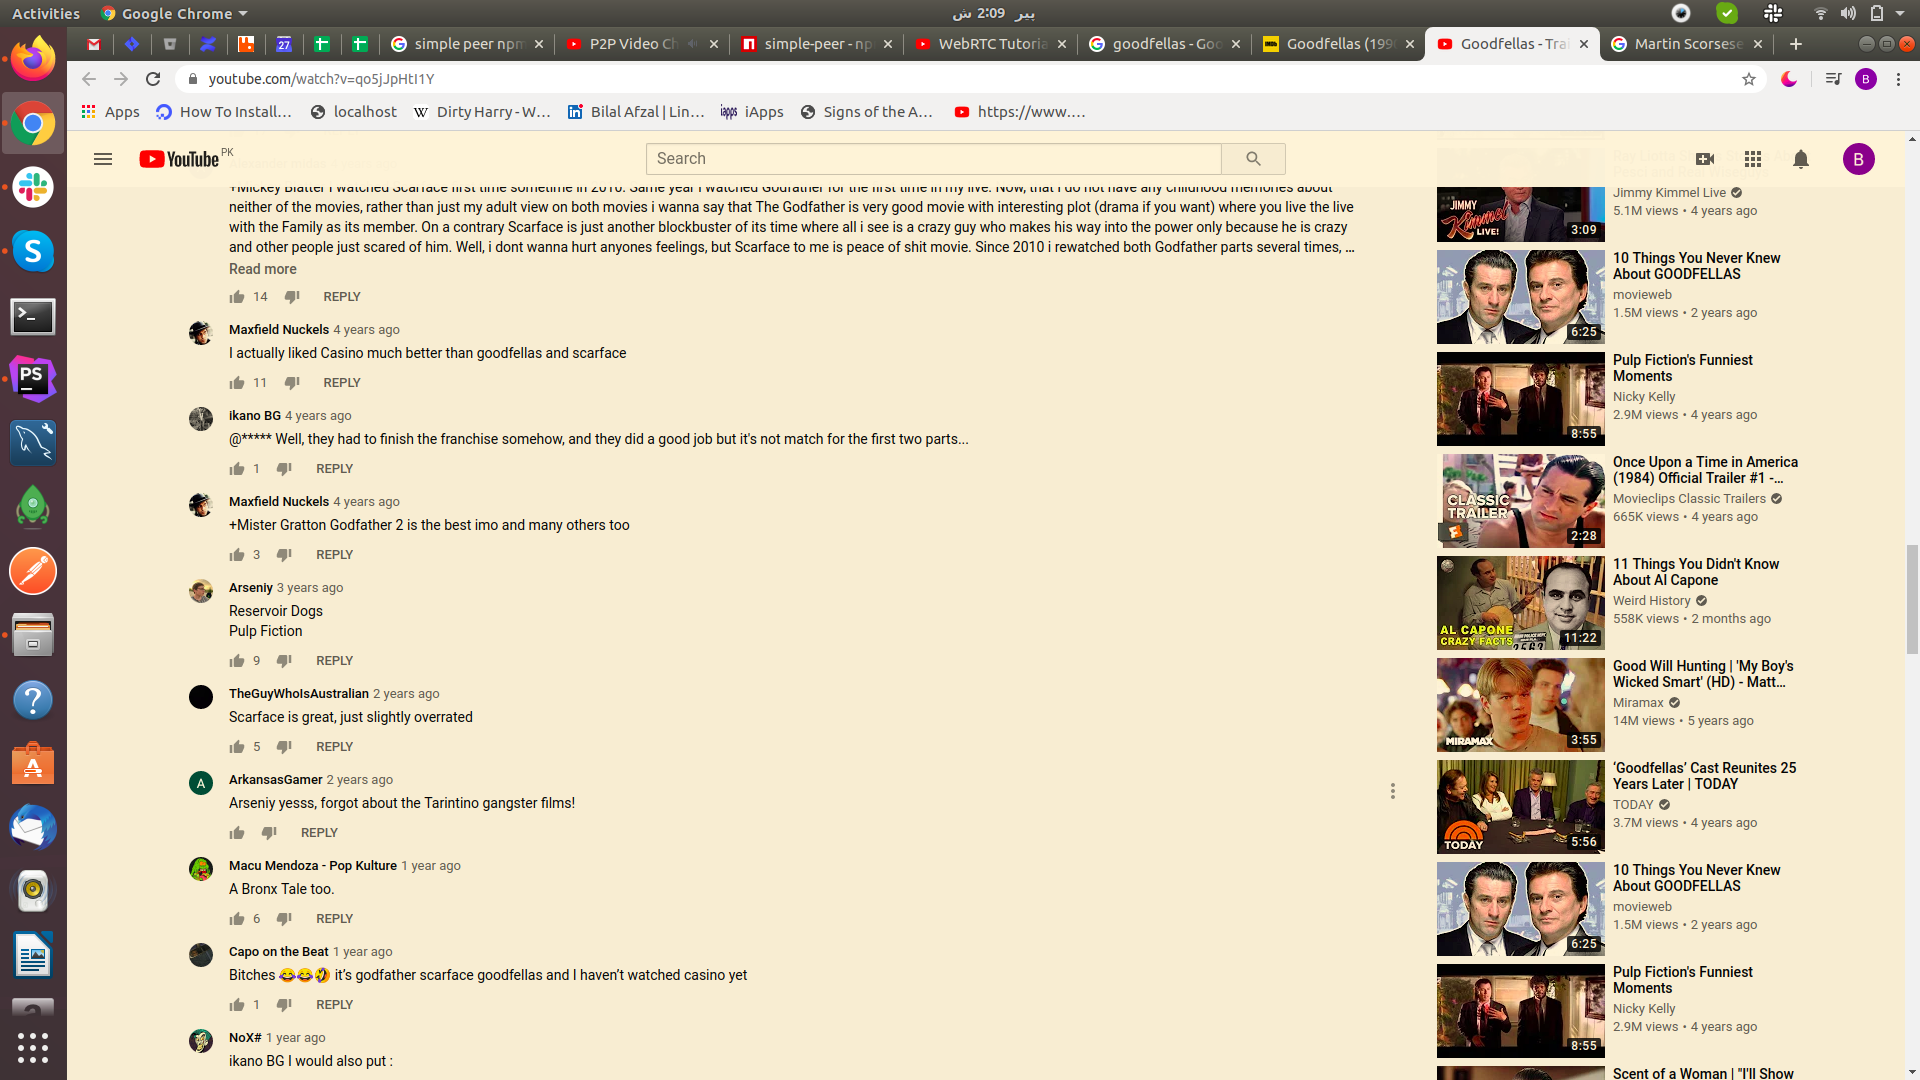 Activities
Google Chrome
پیر 2:09 ش
27
simple peer npm
P2P Video Ch
simple-peer - np
WebRTC Tutoria
goodfellas - Goo
Goodfellas (199
Goodfellas - Trai
Martin Scorsese
youtube.com/watch?v=qo5jJpHtI1Y
B
Apps
How To Install...
localhost
Dirty Harry - W...
Bilal Afzal | Lin...
iApps
Signs of the A...
https://www....
YouTube PK
Search
B
+Mickey Blatter I watched Scarface first time sometime in 2010. Same year I watched Godfather for the first time in my live. Now, that I do not have any childhood memories about
neither of the movies, rather than just my adult view on both movies i wanna say that The Godfather is very good movie with interesting plot (drama if you want) where you live the live
with the Family as its member. On a contrary Scarface is just another blockbuster of its time where all i see is a crazy guy who makes his way into the power only because he is crazy
and other people just scared of him. Well, i dont wanna hurt anyones feelings, but Scarface to me is peace of shit movie. Since 2010 i rewatched both Godfather parts several times, ...
Read more
14 REPLY
Maxfield Nuckels 4 years ago
I actually liked Casino much better than goodfellas and scarface
11 REPLY
ikano BG 4 years ago
@***** Well, they had to finish the franchise somehow, and they did a good job but it's not match for the first two parts...
1 REPLY
Maxfield Nuckels 4 years ago
+Mister Gratton Godfather 2 is the best imo and many others too
3 REPLY
Arseniy 3 years ago
Reservoir Dogs
Pulp Fiction
9 REPLY
TheGuyWhoIsAustralian 2 years ago
Scarface is great, just slightly overrated
5 REPLY
A
ArkansasGamer 2 years ago
Arseniy yesss, forgot about the Tarintino gangster films!
REPLY
Macu Mendoza - Pop Kulture 1 year ago
A Bronx Tale too.
6 REPLY
Capo on the Beat 1 year ago
Bitches 😂😂🤣 it’s godfather scarface goodfellas and I haven’t watched casino yet
1 REPLY
NoX# 1 year ago
ikano BG I would also put :
JIMMY
KIMMEL
LIVE!
3:09
Jimmy Kimmel Live
5.1M views • 4 years ago
6:25
10 Things You Never Knew
About GOODFELLAS
movieweb
1.5M views • 2 years ago
8:55
Pulp Fiction's Funniest
Moments
Nicky Kelly
2.9M views • 4 years ago
CLASSIC
TRAILER
2:28
Once Upon a Time in America
(1984) Official Trailer #1 -...
Movieclips Classic Trailers
665K views • 4 years ago
AL CAPONE
CRAZY FACTS
11:22
11 Things You Didn't Know
About Al Capone
Weird History
558K views • 2 months ago
MIRAMAX
3:55
Good Will Hunting | 'My Boy's
Wicked Smart' (HD) - Matt...
Miramax
14M views • 5 years ago
TODAY
5:56
‘Goodfellas’ Cast Reunites 25
Years Later | TODAY
TODAY
3.7M views • 4 years ago
6:25
10 Things You Never Knew
About GOODFELLAS
movieweb
1.5M views • 2 years ago
8:55
Pulp Fiction's Funniest
Moments
Nicky Kelly
2.9M views • 4 years ago
Scent of a Woman | "I'll Show
PS